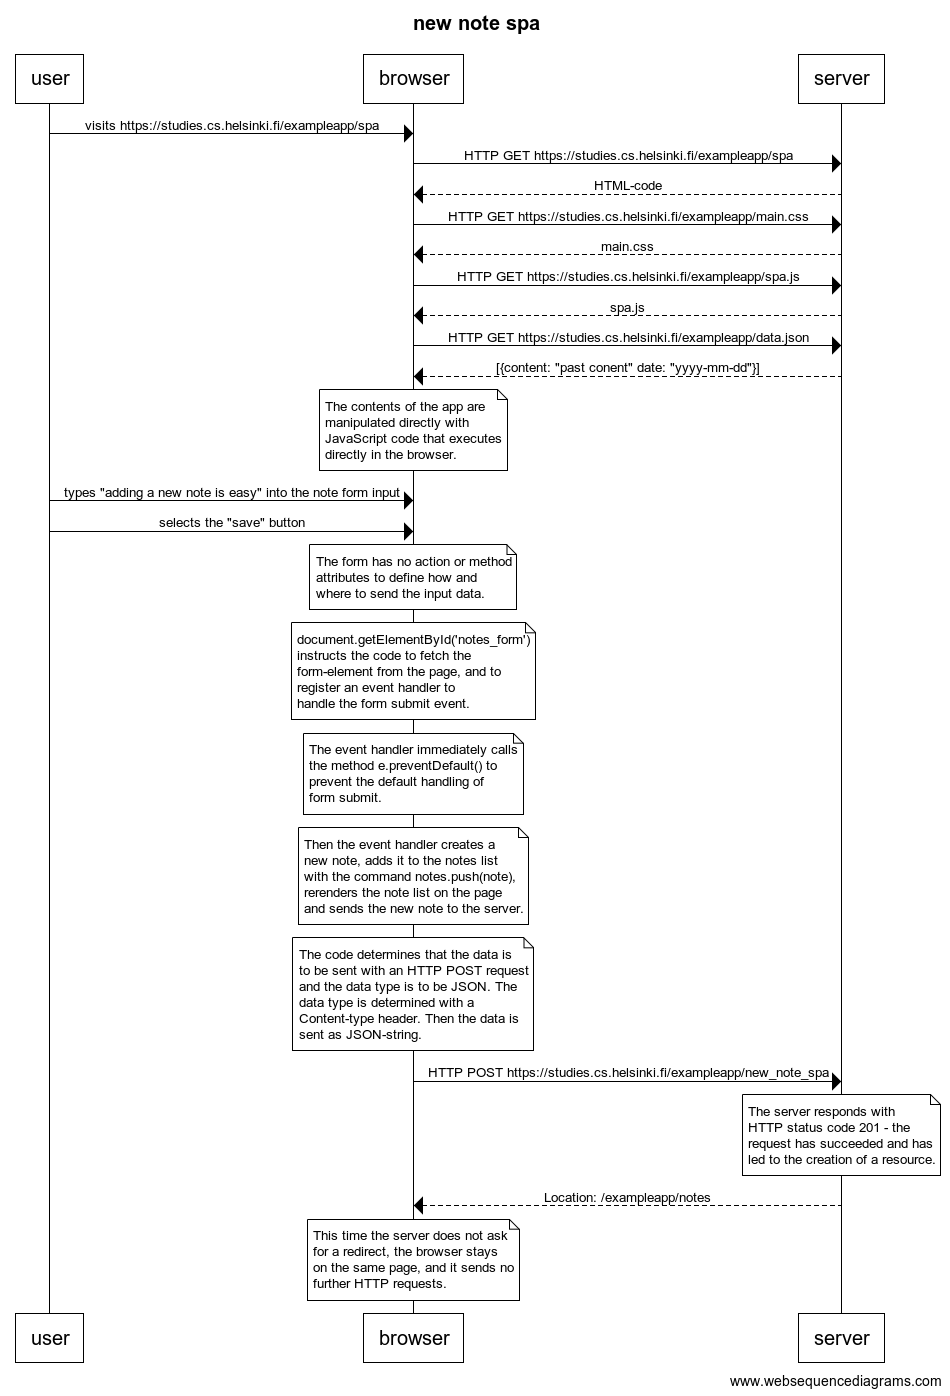 new note spa
user
browser
server
visits https://studies.cs.helsinki.fi/exampleapp/spa
HTTP GET https://studies.cs.helsinki.fi/exampleapp/spa
HTML-code
HTTP GET https://studies.cs.helsinki.fi/exampleapp/main.css
main.css
HTTP GET https://studies.cs.helsinki.fi/exampleapp/spa.js
spa.js
HTTP GET https://studies.cs.helsinki.fi/exampleapp/data.json
[{content: "past conent" date: "yyyy-mm-dd"}]
The contents of the app are
manipulated directly with
JavaScript code that executes
directly in the browser.
types "adding a new note is easy" into the note form input
selects the "save" button
The form has no action or method
attributes to define how and
where to send the input data.
document.getElementById('notes_form')
instructs the code to fetch the
form-element from the page, and to
register an event handler to
handle the form submit event.
The event handler immediately calls
the method e.preventDefault() to
prevent the default handling of
form submit.
Then the event handler creates a
new note, adds it to the notes list
with the command notes.push(note),
rerenders the note list on the page
and sends the new note to the server.
The code determines that the data is
to be sent with an HTTP POST request
and the data type is to be JSON. The
data type is determined with a
Content-type header. Then the data is
sent as JSON-string.
HTTP POST https://studies.cs.helsinki.fi/exampleapp/new_note_spa
The server responds with
HTTP status code 201 - the
request has succeeded and has
led to the creation of a resource.
Location: /exampleapp/notes
This time the server does not ask
for a redirect, the browser stays
on the same page, and it sends no
further HTTP requests.
user
browser
server
www.websequencediagrams.com